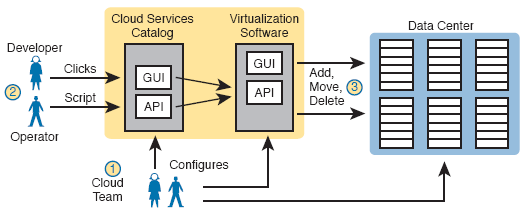 Cloud Services
Catalog
Virtualization
Software
Data Center
Developer
Clicks
GUI
GUI
2
Script
API
API
Add,
Move,
Delete
3
Operator
1
Configures
Cloud
Team